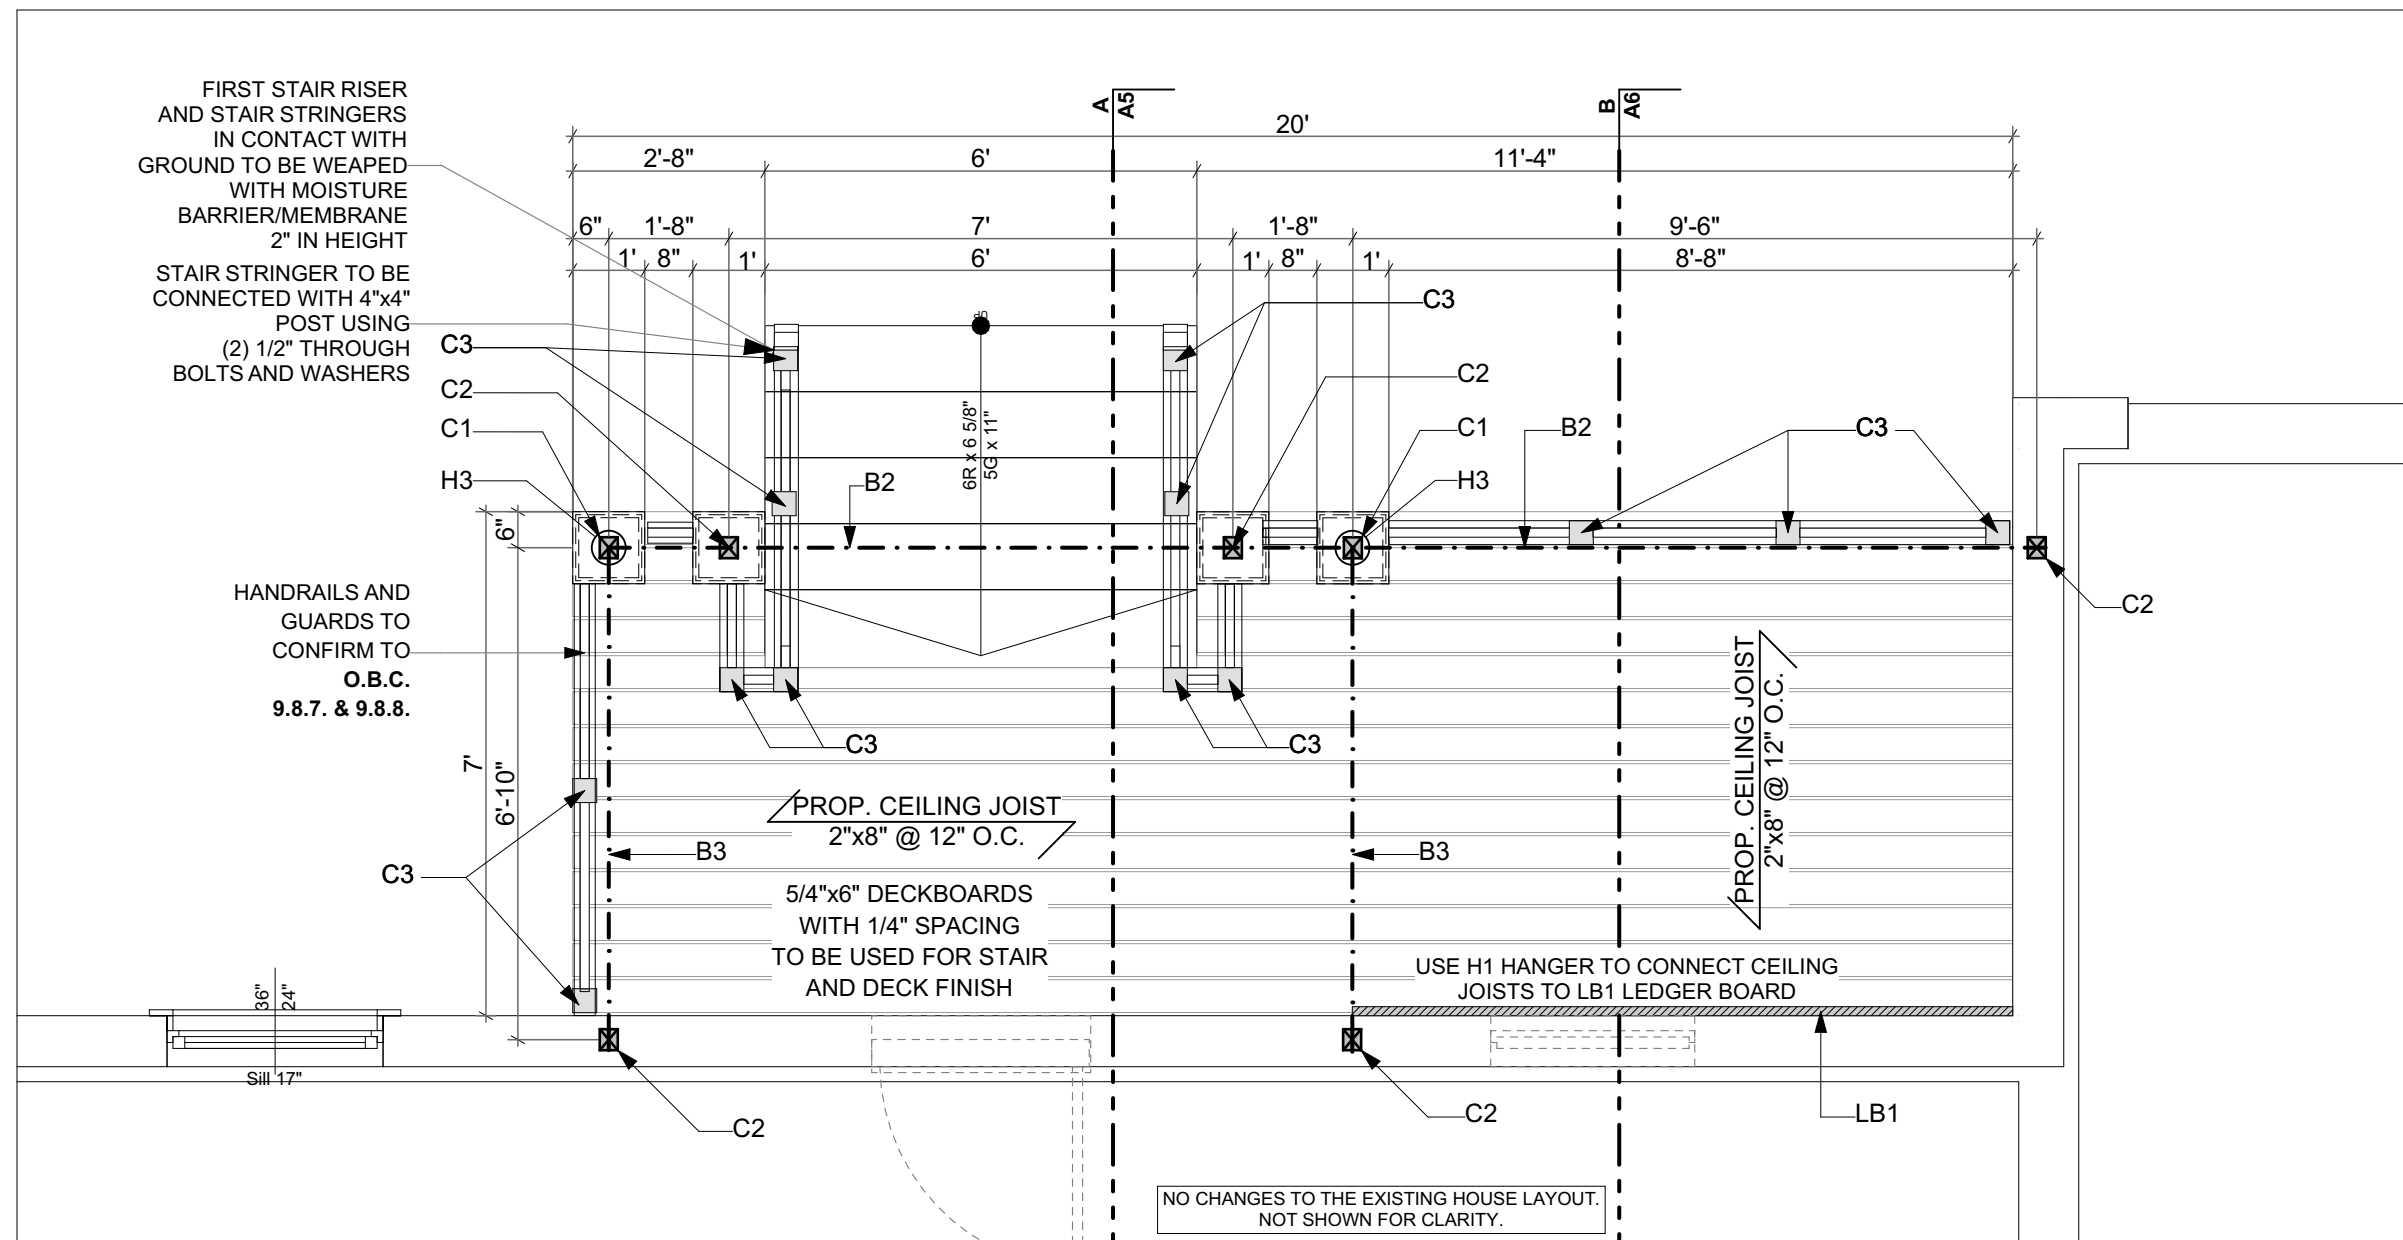 FIRST STAIR RISER
AND STAIR STRINGERS
IN CONTACT WITH
GROUND TO BE WEAPED
WITH MOISTURE
BARRIER/MEMBRANE
2" IN HEIGHT
STAIR STRINGER TO BE
CONNECTED WITH 4"x4"
POST USING
(2) 1/2" THROUGH
BOLTS AND WASHERS
C3
C2
C1
H3
HANDRAILS AND
GUARDS TO
CONFIRM TO
O.B.C.
9.8.7. & 9.8.8.
A
A5
B
A6
20'
2'-8"
6'
11'-4"
6"
1'-8"
7'
1'-8"
9'-6"
1'
8"
1'
6'
1'
8"
1'
8'-8"
C3
C2
C1
B2
C3
H3
B2
6R x 6 5/8"
5G x 11"
6"
C2
7'
6'-10"
C3
C3
PROP. CEILING JOIST
2"x8" @ 12" O.C.
PROP. CEILING JOIST
2"x8" @ 12" O.C.
B3
B3
C3
5/4"x6" DECKBOARDS
WITH 1/4" SPACING
TO BE USED FOR STAIR
AND DECK FINISH
USE H1 HANGER TO CONNECT CEILING
JOISTS TO LB1 LEDGER BOARD
36"
24"
Sill 17"
C2
C2
LB1
NO CHANGES TO THE EXISTING HOUSE LAYOUT.
NOT SHOWN FOR CLARITY.